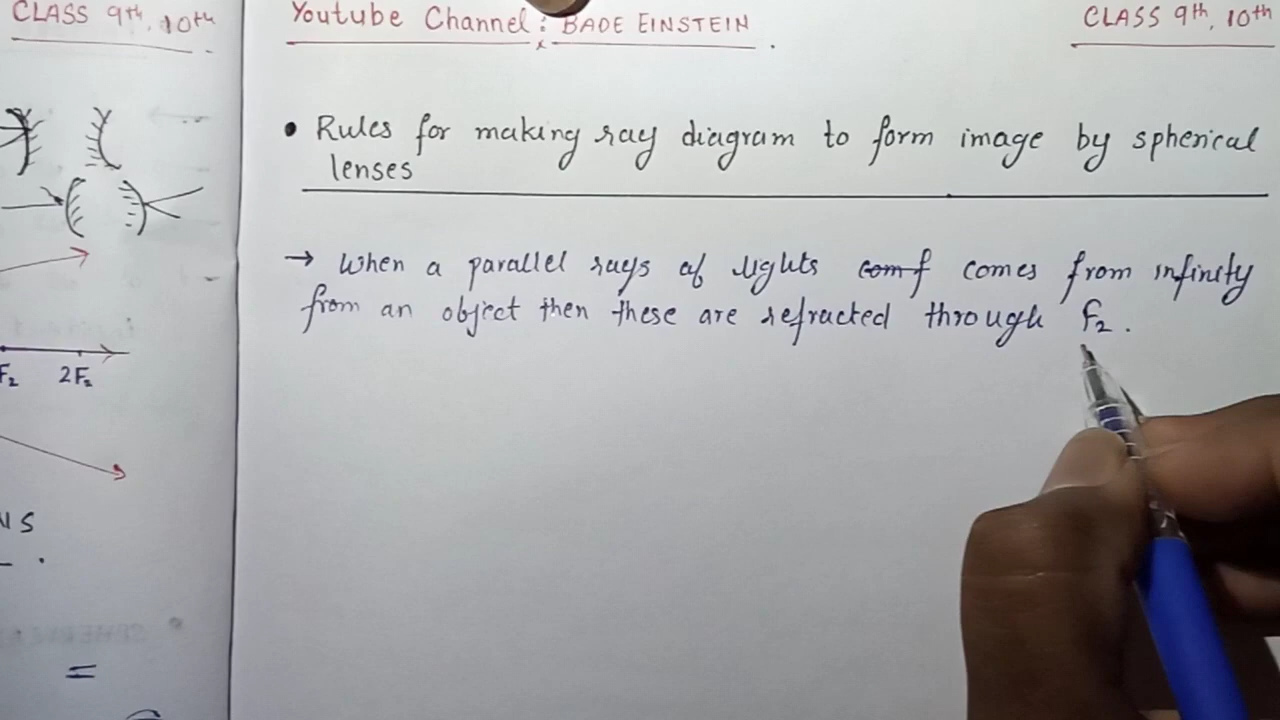 CLASS 9th, 10th
Youtube Channel: BADE EINSTEIN
CLASS 9th, 10th
• Rules for making ray diagram to form image by spherical
lenses
→ When a parallel rays of lights comf comes from infinity
from an object then these are refracted through F2.
F2 2F2
=